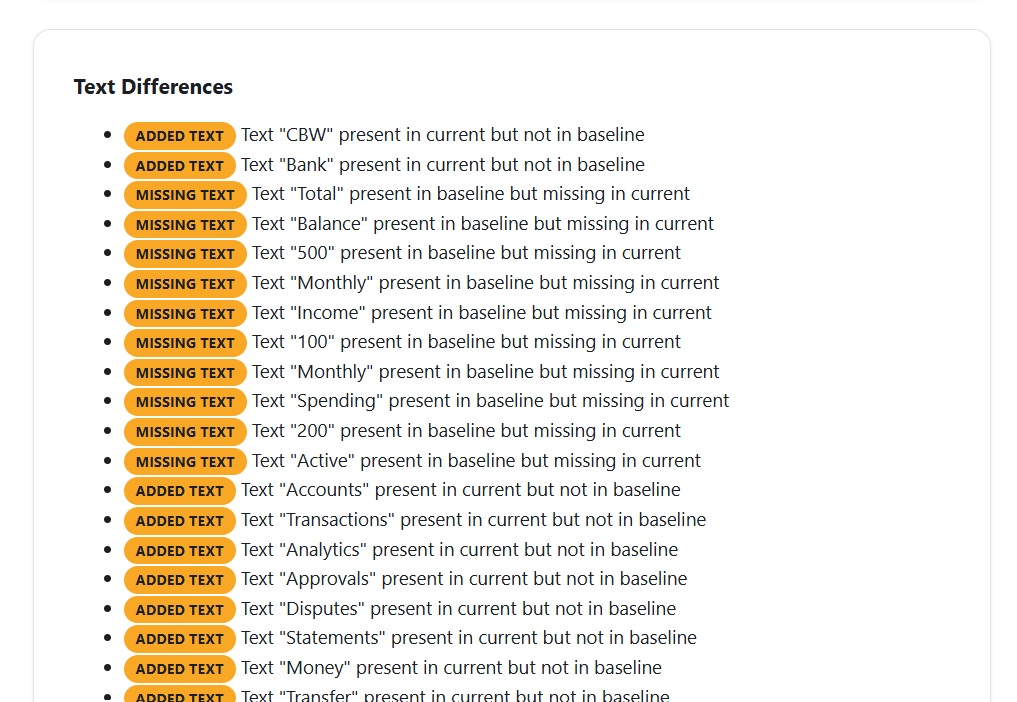 Text Differences
ADDED TEXT Text "CBW" present in current but not in baseline
ADDED TEXT Text "Bank" present in current but not in baseline
MISSING TEXT Text "Total" present in baseline but missing in current
MISSING TEXT Text "Balance" present in baseline but missing in current
MISSING TEXT Text "500" present in baseline but missing in current
MISSING TEXT Text "Monthly" present in baseline but missing in current
MISSING TEXT Text "Income" present in baseline but missing in current
MISSING TEXT Text "100" present in baseline but missing in current
MISSING TEXT Text "Monthly" present in baseline but missing in current
MISSING TEXT Text "Spending" present in baseline but missing in current
MISSING TEXT Text "200" present in baseline but missing in current
MISSING TEXT Text "Active" present in baseline but missing in current
ADDED TEXT Text "Accounts" present in current but not in baseline
ADDED TEXT Text "Transactions" present in current but not in baseline
ADDED TEXT Text "Analytics" present in current but not in baseline
ADDED TEXT Text "Approvals" present in current but not in baseline
ADDED TEXT Text "Disputes" present in current but not in baseline
ADDED TEXT Text "Statements" present in current but not in baseline
ADDED TEXT Text "Money" present in current but not in baseline
ADDED TEXT Text "Transfer" present in current but not in baseline